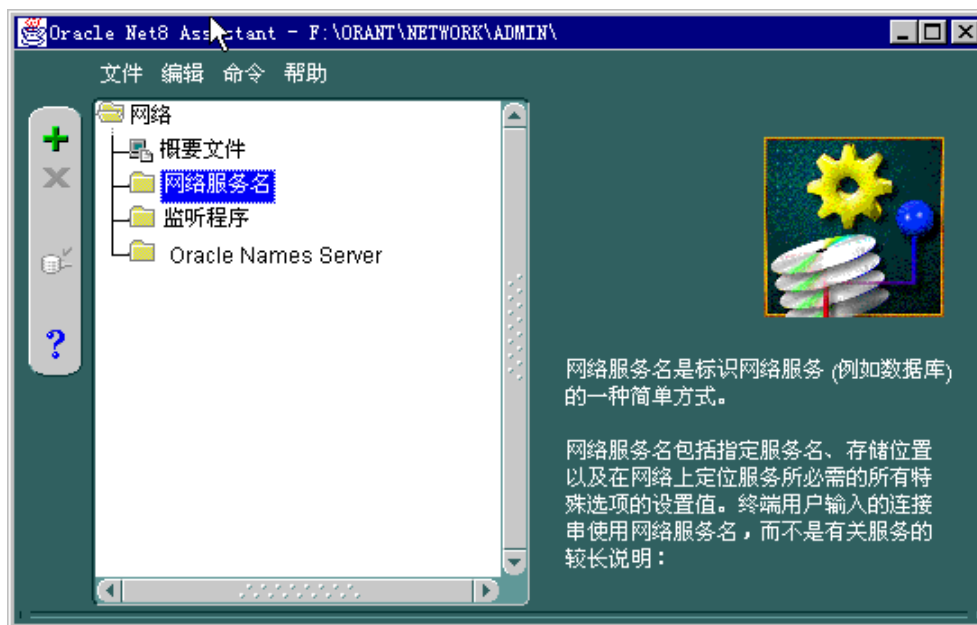 Oracle Net8 Assistant - F:\ORANT\NETWORK\ADMIN\
文件 编辑 命令 帮助
网络
概要文件
网络服务名
监听程序
Oracle Names Server
?
网络服务名是标识网络服务 (例如数据库)
的一种简单方式。
网络服务名包括指定服务名、存储位置
以及在网络上定位服务所必需的所有特
殊选项的设置值。终端用户输入的连接
串使用网络服务名,而不是有关服务的
较长说明: